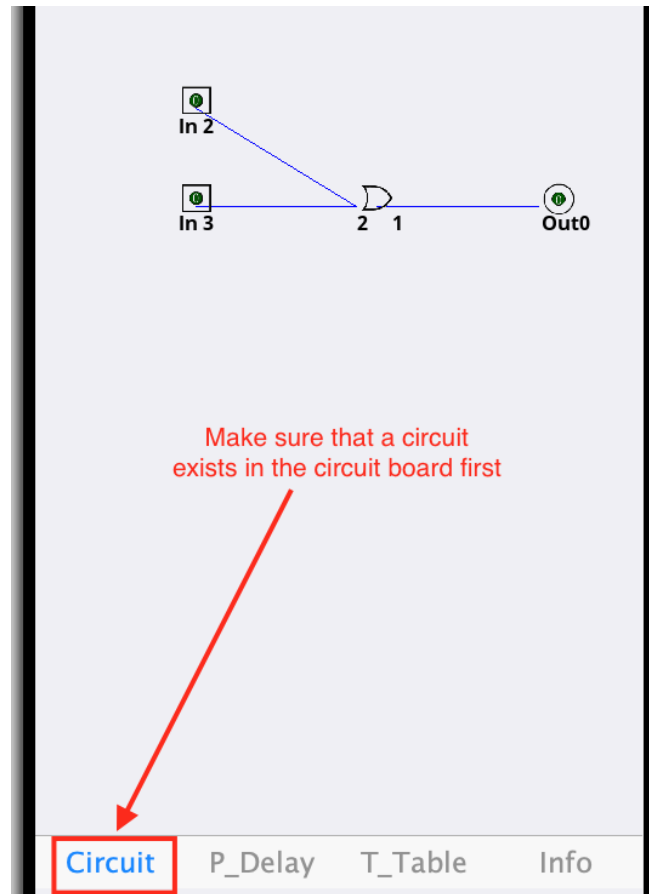 In 2
In 3
2 1
Out0
Make sure that a circuit
exists in the circuit board first
Circuit P_Delay T_Table Info